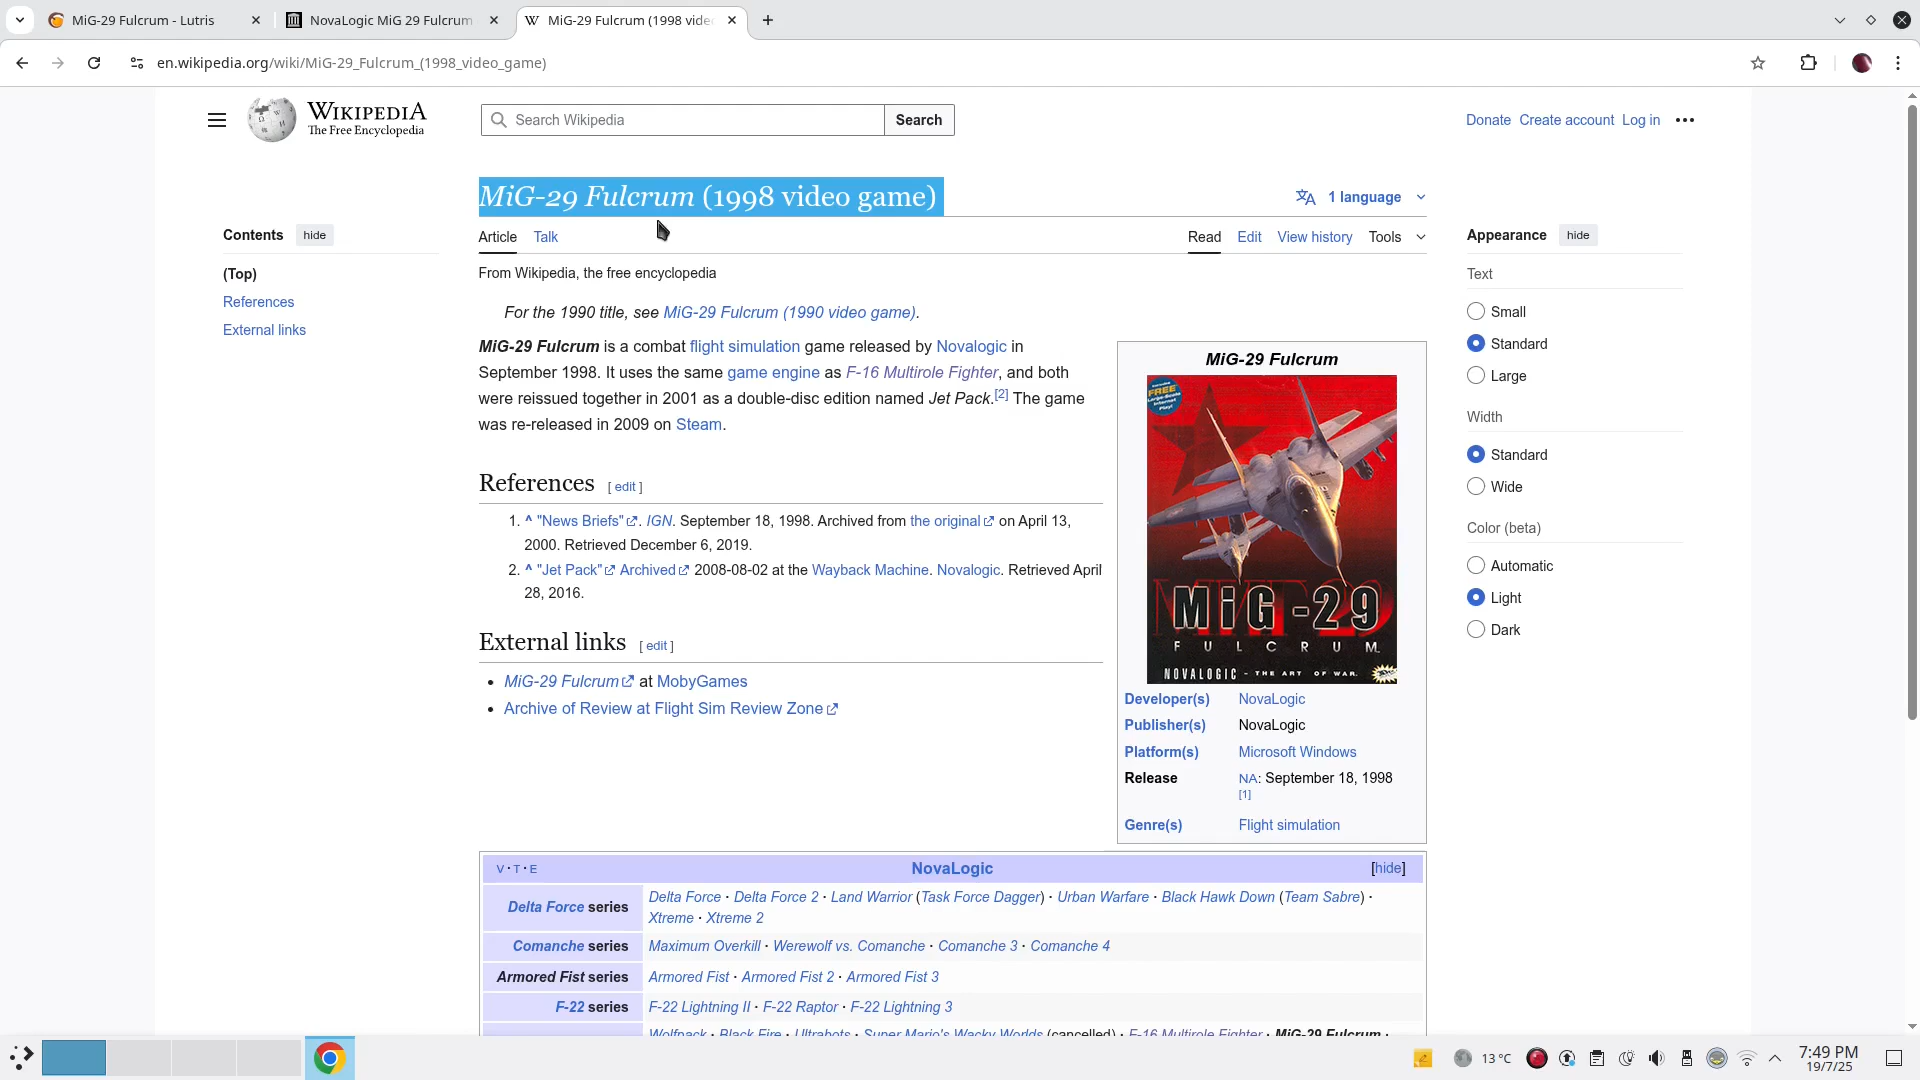 MiG-29 Fulcrum - Lutris
NovaLogic MiG 29 Fulcrum
MiG-29 Fulcrum (1998 vide
en.wikipedia.org/wiki/MiG-29_Fulcrum_(1998_video_game)
WIKIPEDIA
The Free Encyclopedia
Search Wikipedia
Search
Donate Create account Log in
MiG-29 Fulcrum (1998 video game)
1 language
Contents hide
(Top)
References
External links
Article Talk
Read Edit View history Tools
From Wikipedia, the free encyclopedia
For the 1990 title, see MiG-29 Fulcrum (1990 video game).
MiG-29 Fulcrum is a combat flight simulation game released by Novalogic in
September 1998. It uses the same game engine as F-16 Multirole Fighter, and both
were reissued together in 2001 as a double-disc edition named Jet Pack.[2] The game
was re-released in 2009 on Steam.
References [ edit ]
1. ^ "News Briefs". IGN. September 18, 1998. Archived from the original on April 13,
2000. Retrieved December 6, 2019.
2. ^ "Jet Pack" Archived 2008-08-02 at the Wayback Machine. Novalogic. Retrieved April
28, 2016.
External links [ edit ]
• MiG-29 Fulcrum at MobyGames
• Archive of Review at Flight Sim Review Zone
MiG-29 Fulcrum
FREE
Large-Scale
Internet
Play!
MiG-29
FULCRUM
NOVALOGIC - THE ART OF WAR.
Developer(s) NovaLogic
Publisher(s) NovaLogic
Platform(s) Microsoft Windows
Release NA: September 18, 1998
[1]
Genre(s) Flight simulation
Appearance hide
Text
Small
Standard
Large
Width
Standard
Wide
Color (beta)
Automatic
Light
Dark
V · T · E NovaLogic [hide]
Delta Force series
Delta Force · Delta Force 2 · Land Warrior (Task Force Dagger) · Urban Warfare · Black Hawk Down (Team Sabre) ·
Xtreme · Xtreme 2
Comanche series
Maximum Overkill · Werewolf vs. Comanche · Comanche 3 · Comanche 4
Armored Fist series
Armored Fist · Armored Fist 2 · Armored Fist 3
F-22 series
F-22 Lightning II · F-22 Raptor · F-22 Lightning 3
Wolfpack · Black Fire · Ultrabots · Super Mario's Wacky Worlds (cancelled) · F-16 Multirole Fighter · MiG-29 Fulcrum ·
13 °C
7:49 PM
19/7/25